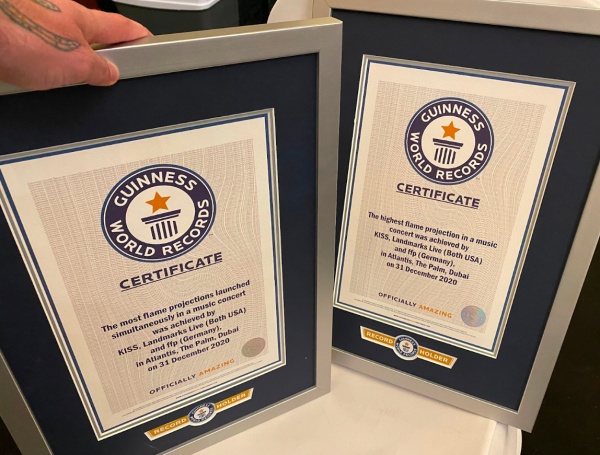 GUINNESS
WORLD RECORDS
CERTIFICATE
The most flame projections launched
simultaneously in a music concert
was achieved by
KISS, Landmarks Live (Both USA)
and ffp (Germany),
in Atlantis, The Palm, Dubai
on 31 December 2020
OFFICIALLY AMAZING
RECORD HOLDER
GUINNESS
WORLD RECORDS
CERTIFICATE
The highest flame projection in a music
concert was achieved by
KISS, Landmarks Live (Both USA)
and ffp (Germany),
in Atlantis, The Palm, Dubai
on 31 December 2020
OFFICIALLY AMAZING
RECORD HOLDER